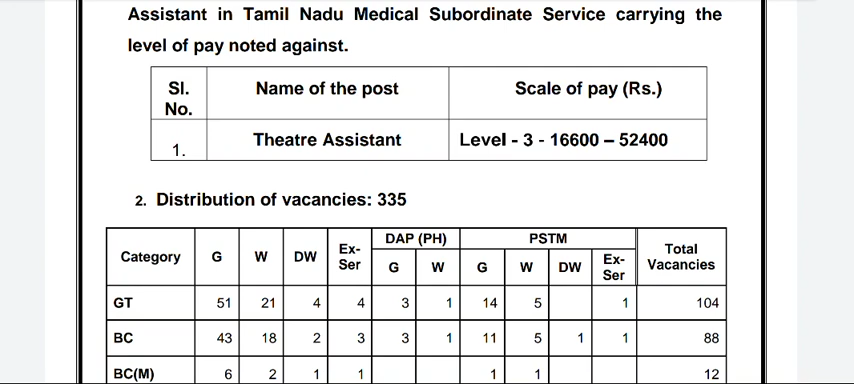 Assistant in Tamil Nadu Medical Subordinate Service carrying the
level of pay noted against.
Sl. No. Name of the post Scale of pay (Rs.)
1. Theatre Assistant Level - 3 - 16600 – 52400
2. Distribution of vacancies: 335
Category G W DW Ex-Ser DAP (PH) PSTM Total Vacancies
G W G W DW Ex-Ser
GT 51 21 4 4 3 1 14 5 1 104
BC 43 18 2 3 3 1 11 5 1 1 88
BC(M) 6 2 1 1 1 1 12